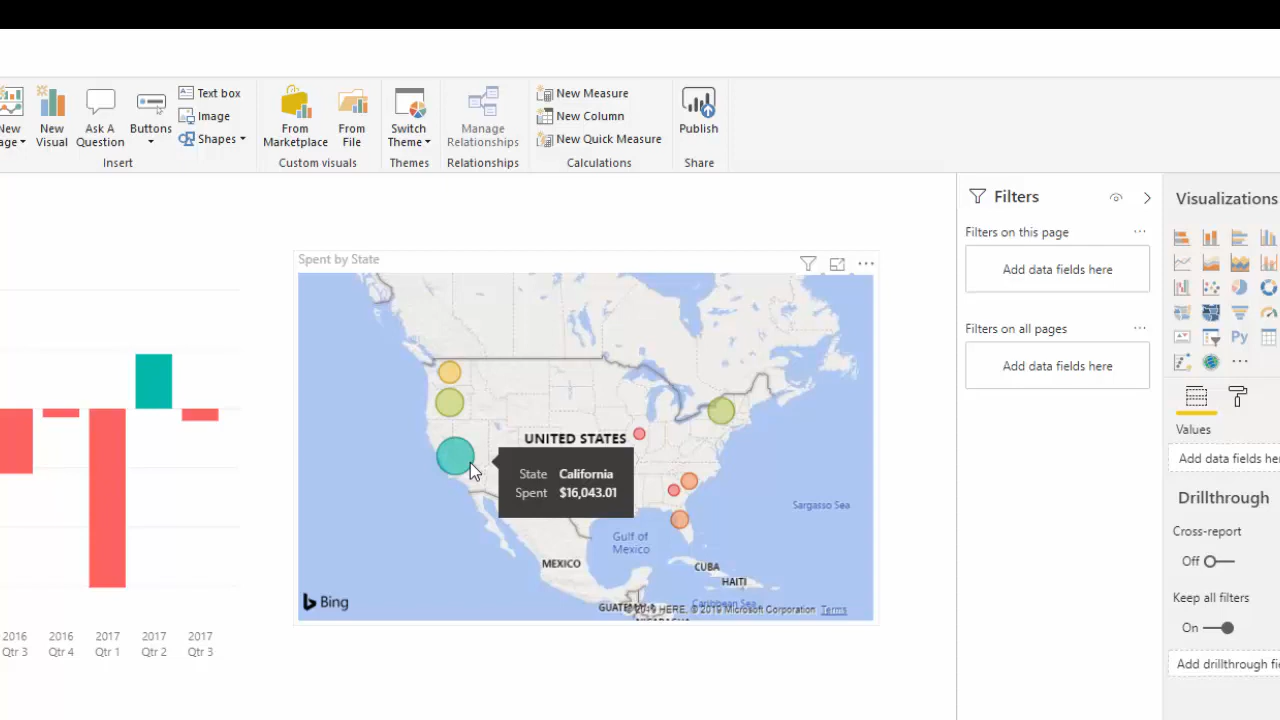 New
age
New
Visual
Ask A
Question
Buttons
Text box
Image
Shapes
Insert
From
Marketplace
From
File
Custom visuals
Switch
Theme
Themes
Manage
Relationships
Relationships
New Measure
New Column
New Quick Measure
Calculations
Publish
Share
Filters
Filters on this page
Add data fields here
Filters on all pages
Add data fields here
Visualizations
Py
Values
Add data fields her
Drillthrough
Cross-report
Off
Keep all filters
On
Add drillthrough fie
Spent by State
UNITED STATES
State California
Spent $16,043.01
Sargasso Sea
Gulf of
Mexico
MEXICO
CUBA
HAITI
Caribbean Sea
GUATEMALA
© 2019 HERE, © 2019 Microsoft Corporation Terms
Bing
2016
Qtr 3
2016
Qtr 4
2017
Qtr 1
2017
Qtr 2
2017
Qtr 3